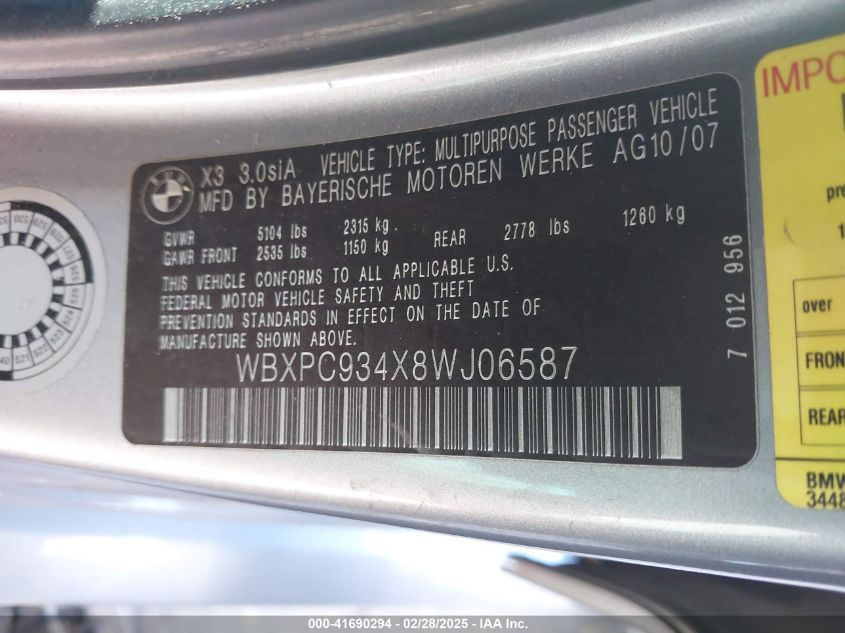 X3 3.0siA VEHICLE TYPE: MULTIPURPOSE PASSENGER VEHICLE
MFD BY BAYERISCHE MOTOREN WERKE AG10/07
GVWR 5104 lbs 2315 kg
GAWR FRONT 2535 lbs 1150 kg REAR 2778 lbs 1260 kg
THIS VEHICLE CONFORMS TO ALL APPLICABLE U.S.
FEDERAL MOTOR VEHICLE SAFETY AND THEFT
PREVENTION STANDARDS IN EFFECT ON THE DATE OF
MANUFACTURE SHOWN ABOVE.
WBXPC934X8WJ06587
7 012 956
over
FRON
REAR
BMW
3448
000-41690294 - 02/28/2025 - IAA Inc.